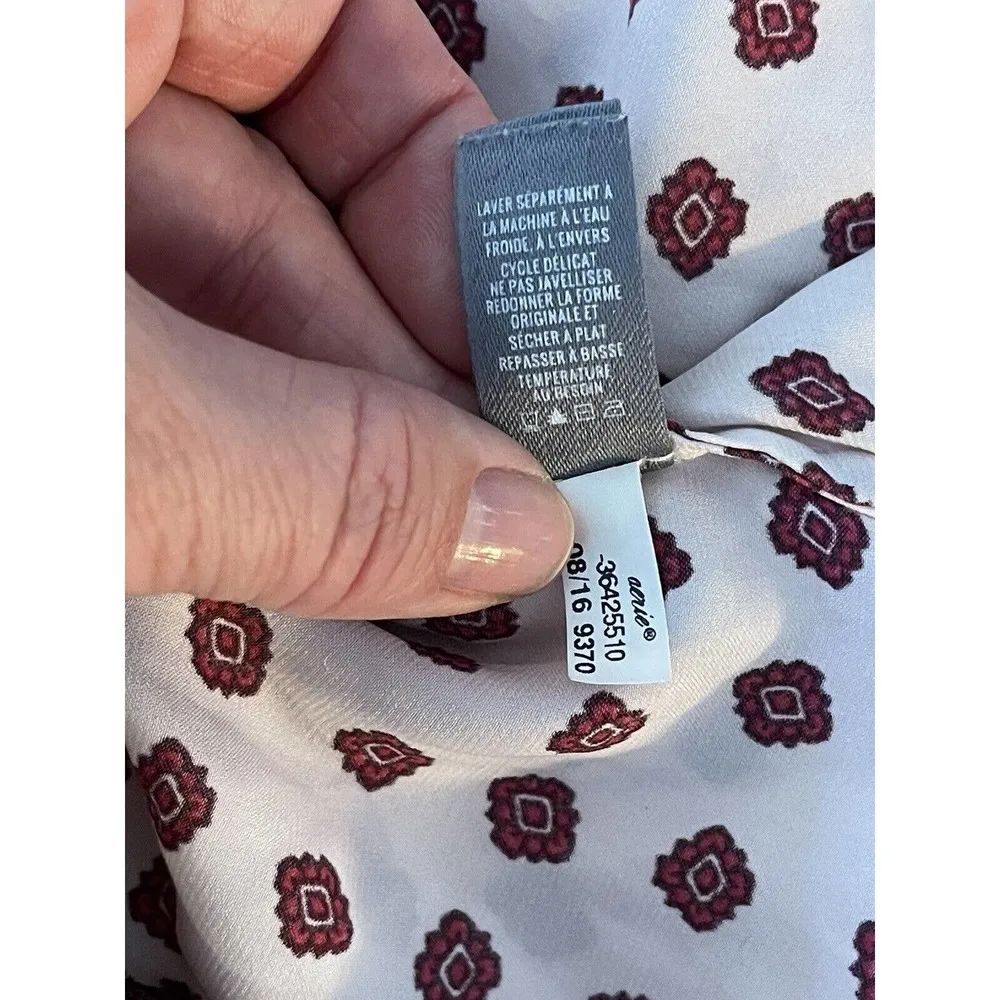 LAVER SÉPARÉMENT À
LA MACHINE À L'EAU
FROIDE, À L'ENVERS
CYCLE DÉLICAT
NE PAS JAVELLISER
REDONNER LA FORME
ORIGINALE ET
SÉCHER À PLAT
REPASSER À BASSE
TEMPÉRATURE
AU BESOIN
aerie®
-36425510
08/16 9370